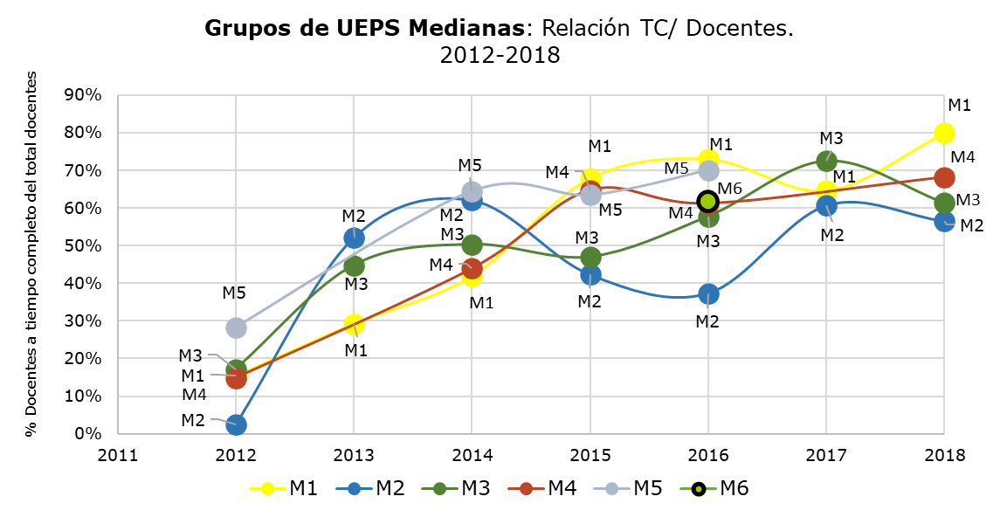 Grupos de UEPS Medianas: Relación TC/ Docentes.
2012-2018
% Docentes a tiempo completo del total docentes
90%
80%
70%
60%
50%
40%
30%
20%
10%
0%
2011 2012 2013 2014 2015 2016 2017 2018
M5
M3
M1
M4
M2
M2
M3
M1
M5
M2
M3
M4
M1
M1
M4
M5
M3
M2
M1
M5
M6
M4
M3
M2
M3
M1
M2
M1
M4
M3
M2
M1 M2 M3 M4 M5 M6